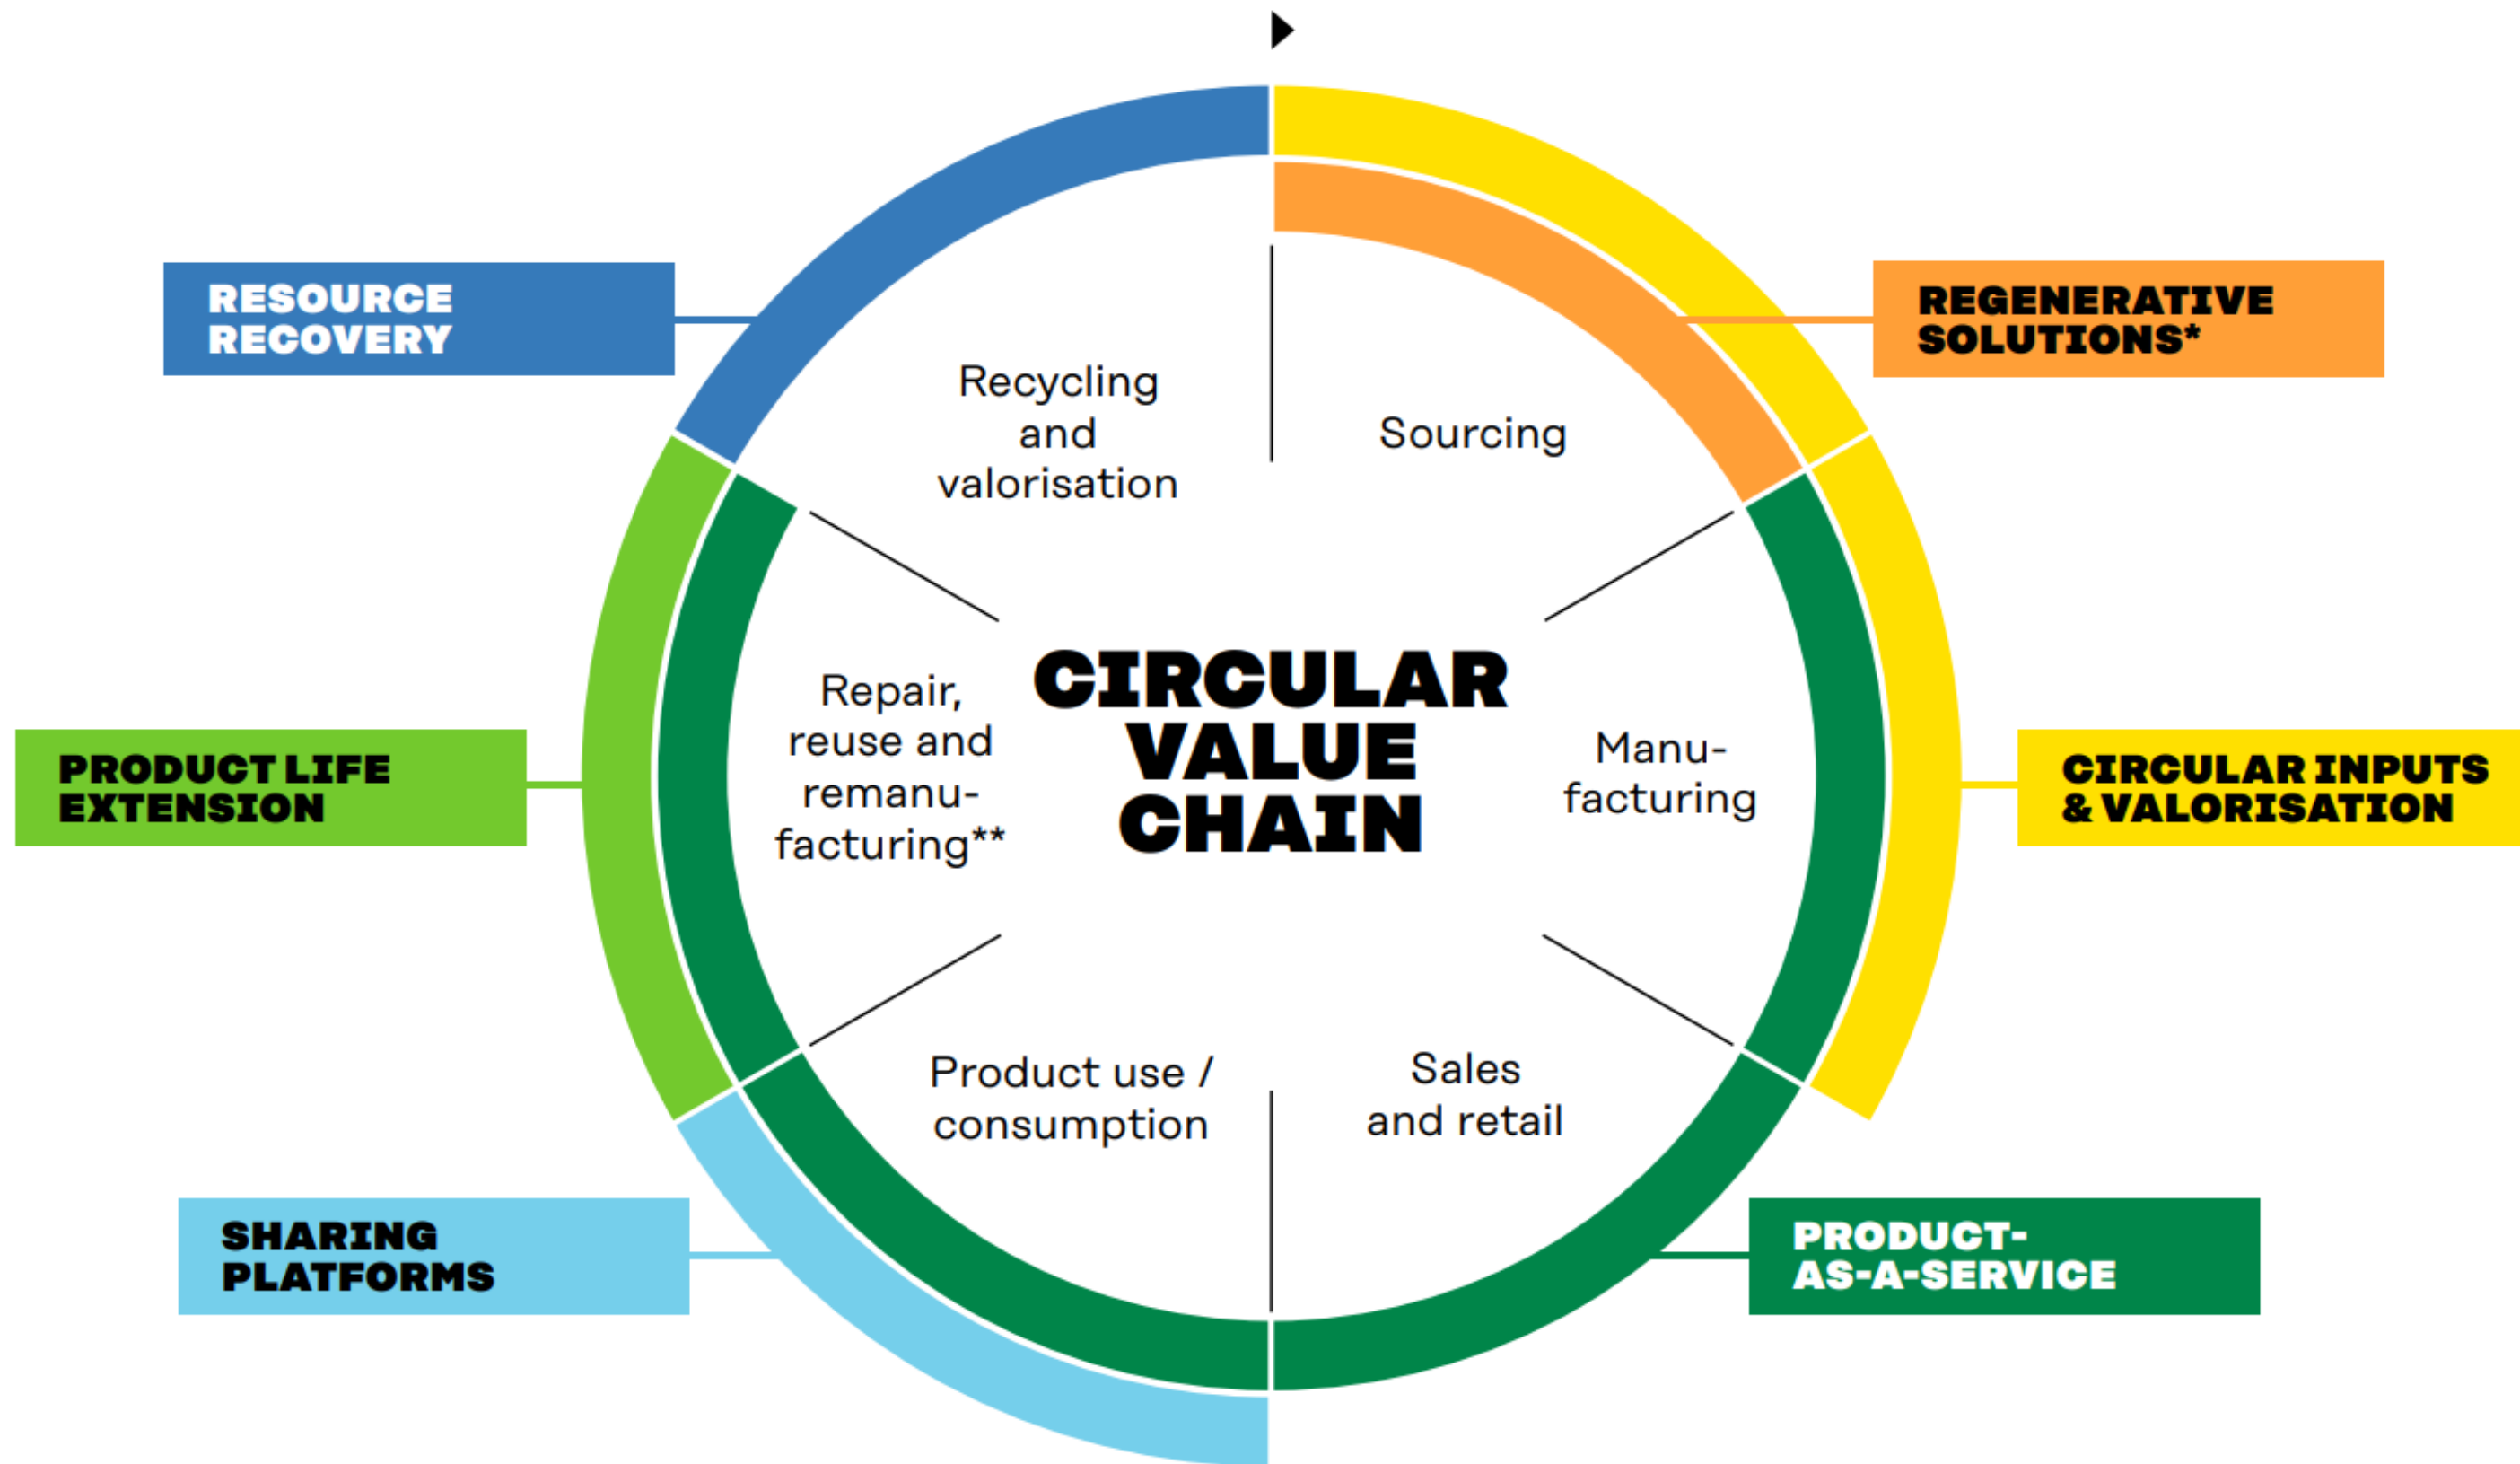 RESOURCE
RECOVERY
REGENERATIVE
SOLUTIONS*
Recycling
and
valorisation
Sourcing
PRODUCT LIFE
EXTENSION
Repair,
reuse and
remanu-
facturing**
CIRCULAR
VALUE
CHAIN
Manu-
facturing
CIRCULAR INPUTS
& VALORISATION
Product use /
consumption
Sales
and retail
SHARING
PLATFORMS
PRODUCT-
AS-A-SERVICE